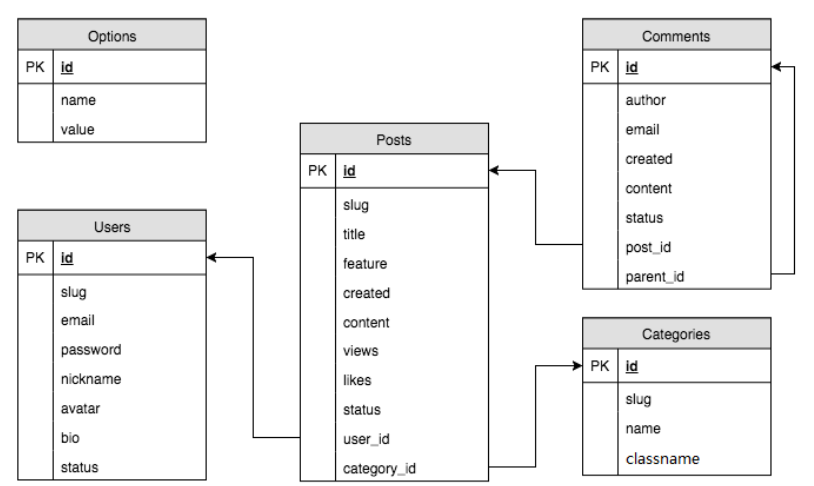 Options
PK id
name
value
Users
PK id
slug
email
password
nickname
avatar
bio
status
Posts
PK id
slug
title
feature
created
content
views
likes
status
user_id
category_id
Comments
PK id
author
email
created
content
status
post_id
parent_id
Categories
PK id
slug
name
classname